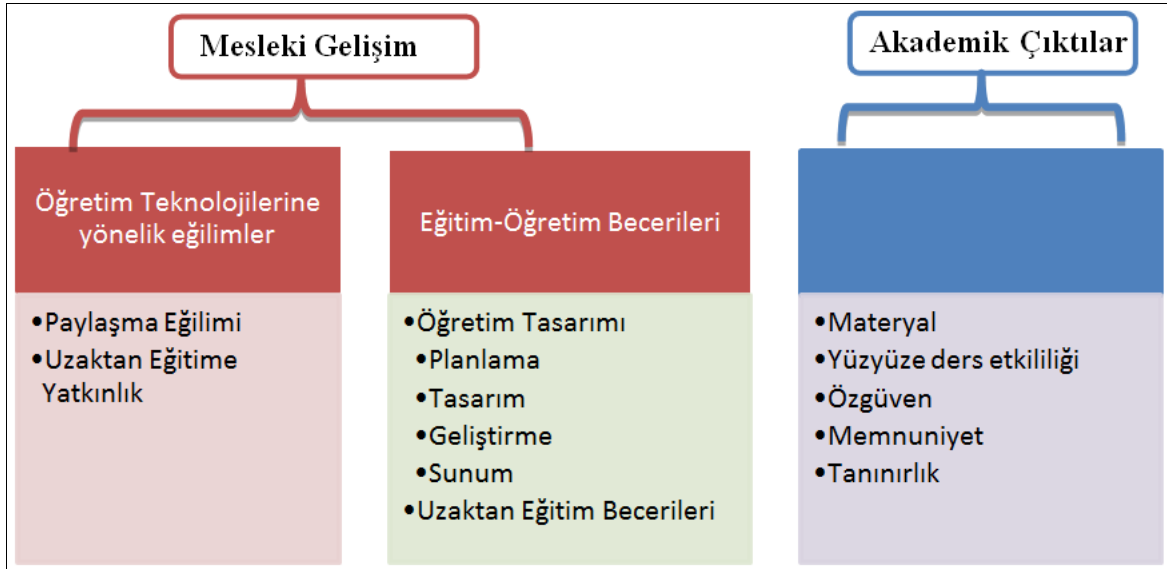 Mesleki Gelişim
Akademik Çıktılar
Öğretim Teknolojilerine
yönelik eğilimler
•Paylaşma Eğilimi
•Uzaktan Eğitime
Yatkınlık
Eğitim-Öğretim Becerileri
•Öğretim Tasarımı
•Planlama
•Tasarım
•Geliştirme
•Sunum
•Uzaktan Eğitim Becerileri
•Materyal
•Yüzyüze ders etkililiği
•Özgüven
•Memnuniyet
•Tanınırlık